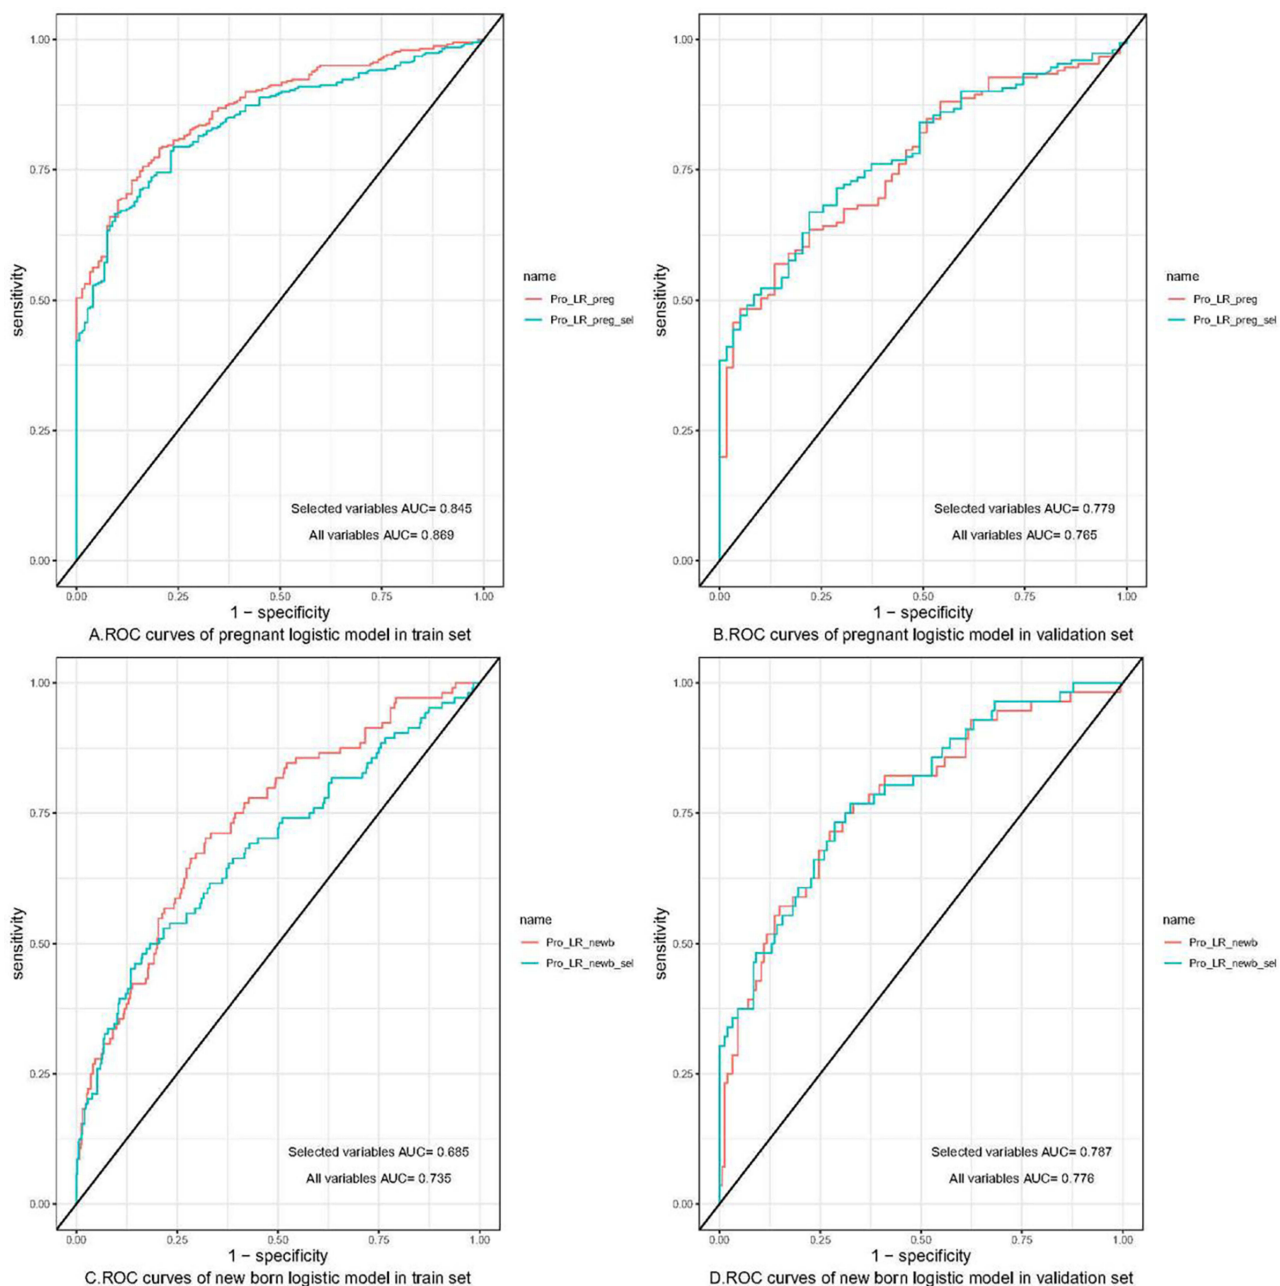 1.00
0.75
0.50
0.25
0.00
sensitivity
name
Pro_LR_preg
Pro_LR_preg_sel
Selected variables AUC= 0.845
All variables AUC= 0.869
0.00 0.25 0.50 0.75 1.00
1 − specificity
A.ROC curves of pregnant logistic model in train set
1.00
0.75
0.50
0.25
0.00
sensitivity
name
Pro_LR_preg
Pro_LR_preg_sel
Selected variables AUC= 0.779
All variables AUC= 0.765
0.00 0.25 0.50 0.75 1.00
1 − specificity
B.ROC curves of pregnant logistic model in validation set
1.00
0.75
0.50
0.25
0.00
sensitivity
name
Pro_LR_newb
Pro_LR_newb_sel
Selected variables AUC= 0.685
All variables AUC= 0.735
0.00 0.25 0.50 0.75 1.00
1 − specificity
C.ROC curves of new born logistic model in train set
1.00
0.75
0.50
0.25
0.00
sensitivity
name
Pro_LR_newb
Pro_LR_newb_sel
Selected variables AUC= 0.787
All variables AUC= 0.776
0.00 0.25 0.50 0.75 1.00
1 − specificity
D.ROC curves of new born logistic model in validation set